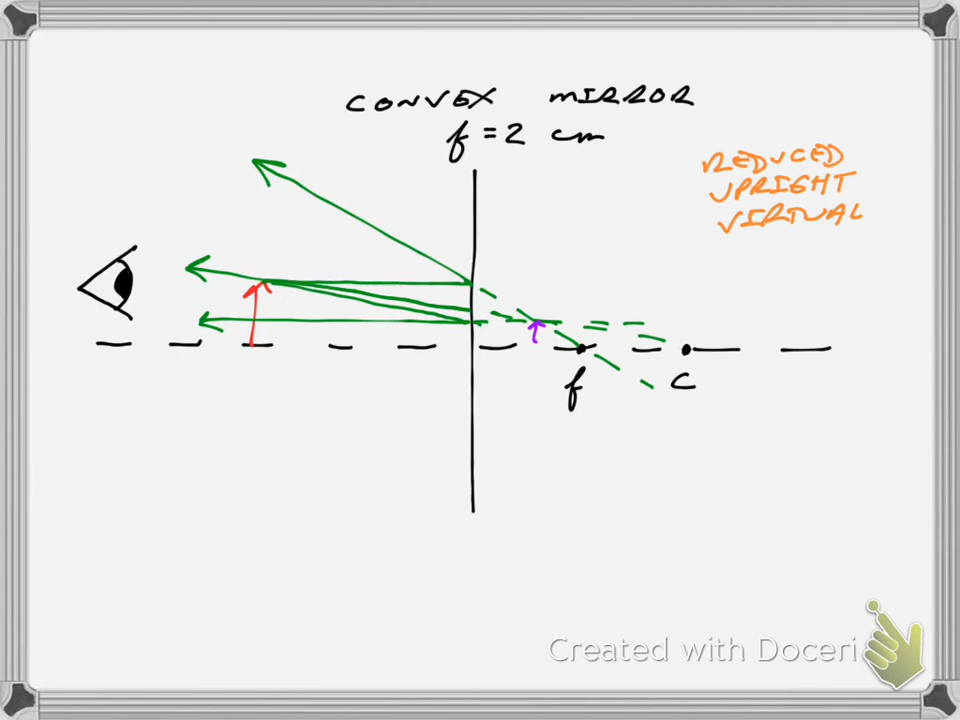 CONVEX MIRROR
f = 2 cm
REDUCED
UPRIGHT
VIRTUAL
f
C
Created with Doceri